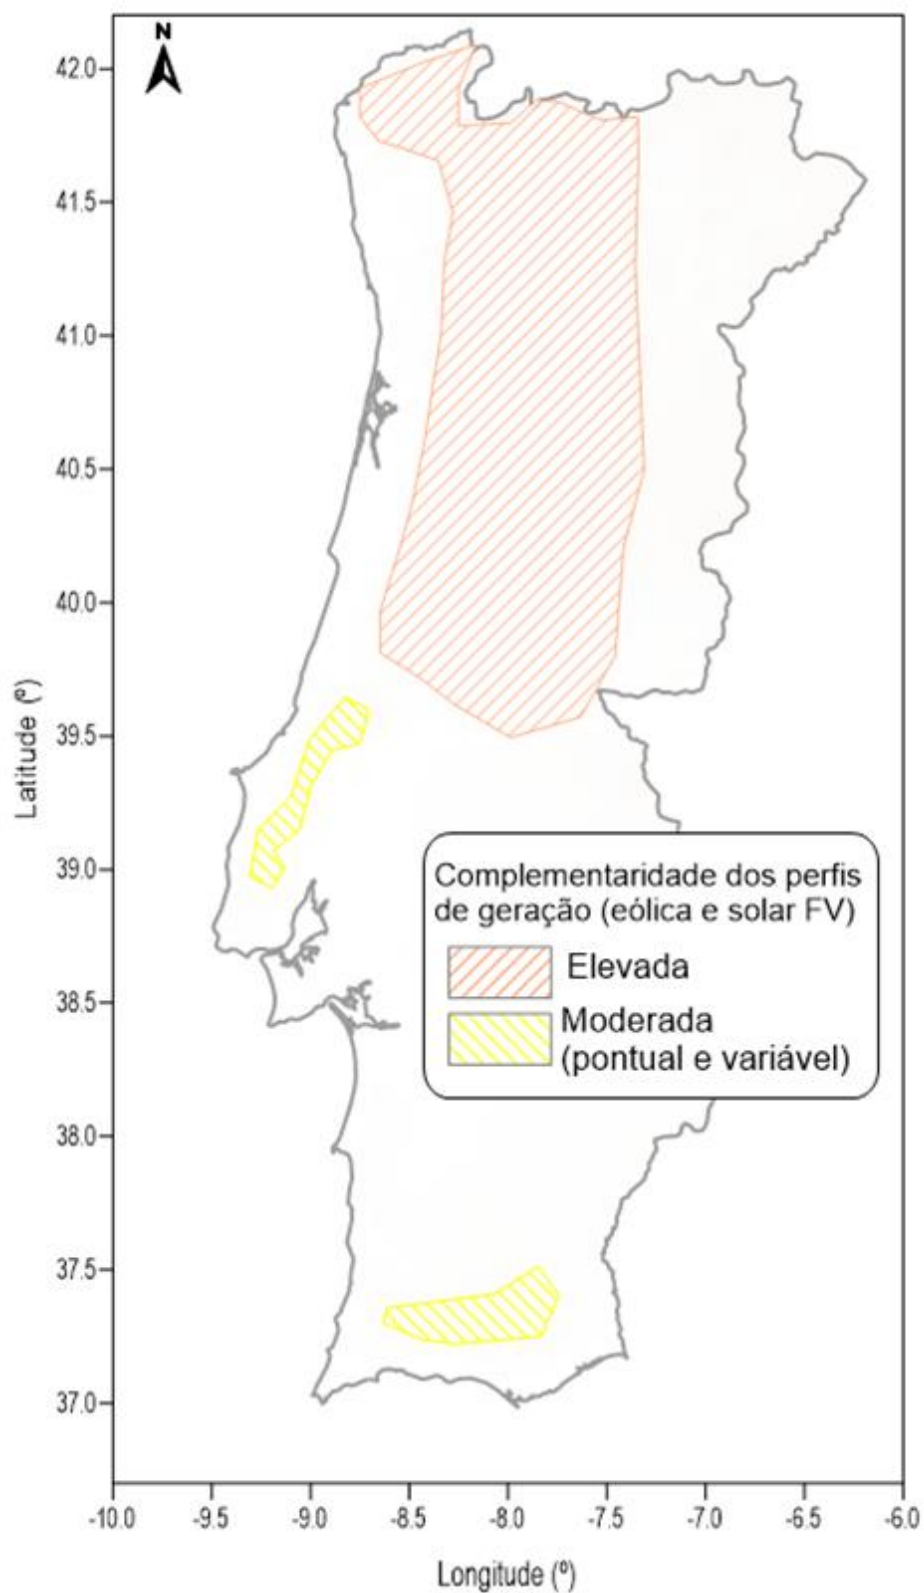 N
42.0
41.5
41.0
40.5
40.0
39.5
39.0
38.5
38.0
37.5
37.0
Latitude (º)
Complementaridade dos perfis
de geração (eólica e solar FV)
Elevada
Moderada
(pontual e variável)
-10.0 -9.5 -9.0 -8.5 -8.0 -7.5 -7.0 -6.5 -6.0
Longitude (º)